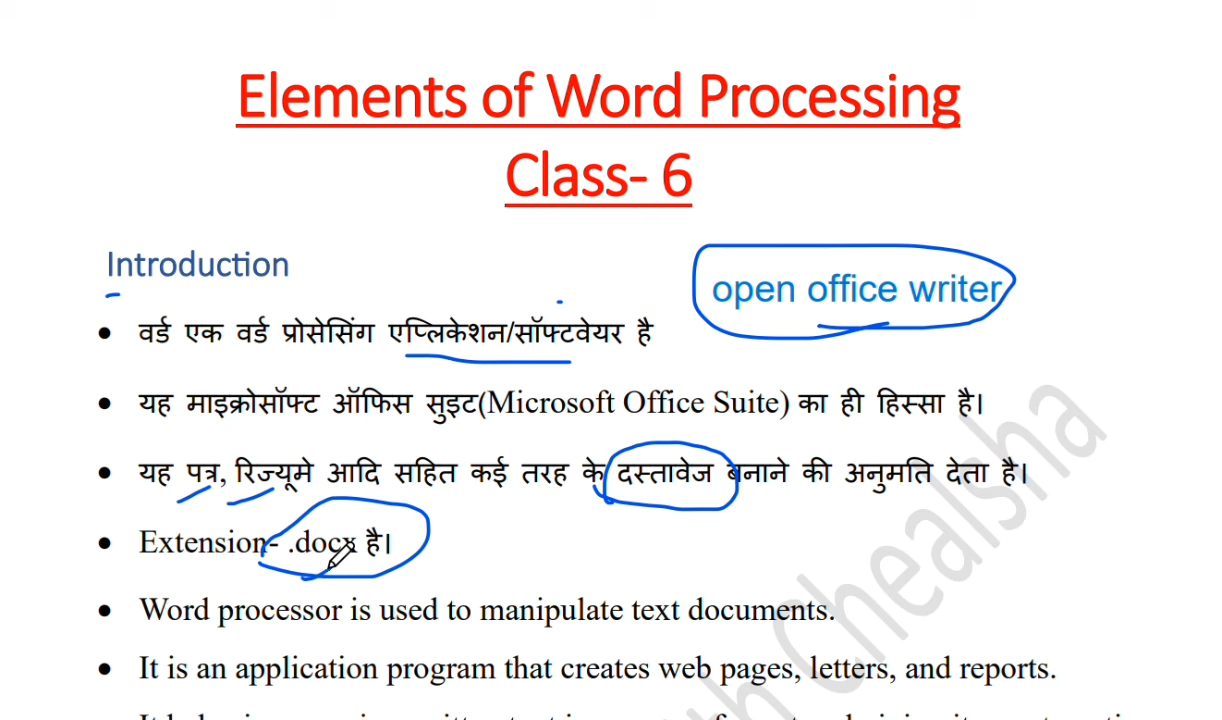 Elements of Word Processing
Class- 6
Introduction
open office writer
• वर्ड एक वर्ड प्रोसेसिंग एप्लिकेशन/सॉफ्टवेयर है
• यह माइक्रोसॉफ्ट ऑफिस सुइट(Microsoft Office Suite) का ही हिस्सा है।
• यह पत्र, रिज्यूमे आदि सहित कई तरह के दस्तावेज बनाने की अनुमति देता है।
• Extension- .docx है।
• Word processor is used to manipulate text documents.
• It is an application program that creates web pages, letters, and reports.
Chealsha